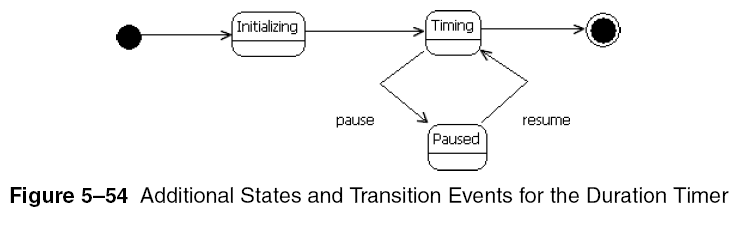 Initializing
Timing
pause
resume
Paused
Figure 5–54 Additional States and Transition Events for the Duration Timer